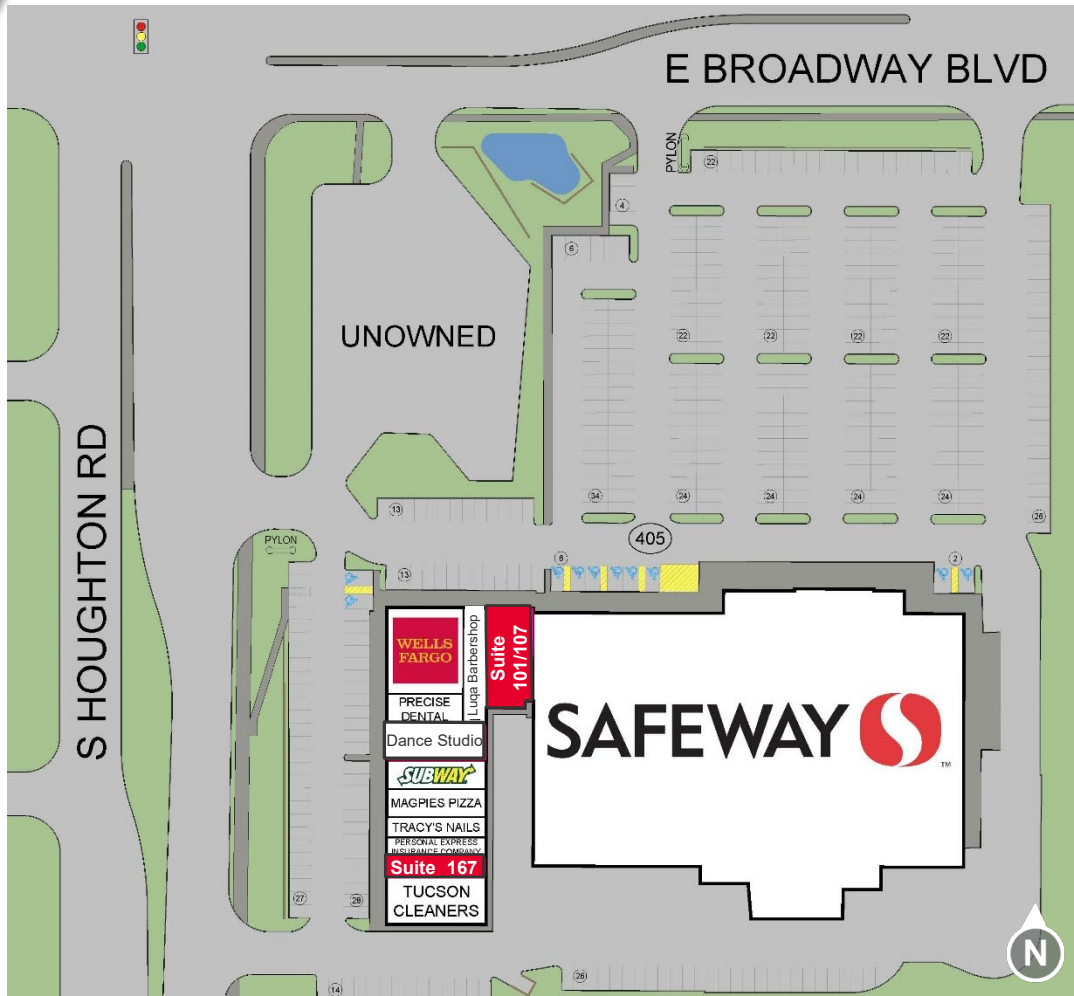 E BROADWAY BLVD
PYLON
22
4
6
UNOWNED
22
22
22
22
S HOUGHTON RD
34
24
24
24
24
13
26
405
PYLON
8
2
13
WELLS
FARGO
Luqa Barbershop
Suite
101/107
PRECISE
DENTAL
Dance Studio
SAFEWAY
TM
SUBWAY
MAGPIES PIZZA
TRACY'S NAILS
PERSONAL EXPRESS
INSURANCE COMPANY
Suite 167
TUCSON
CLEANERS
27
28
N
26
14